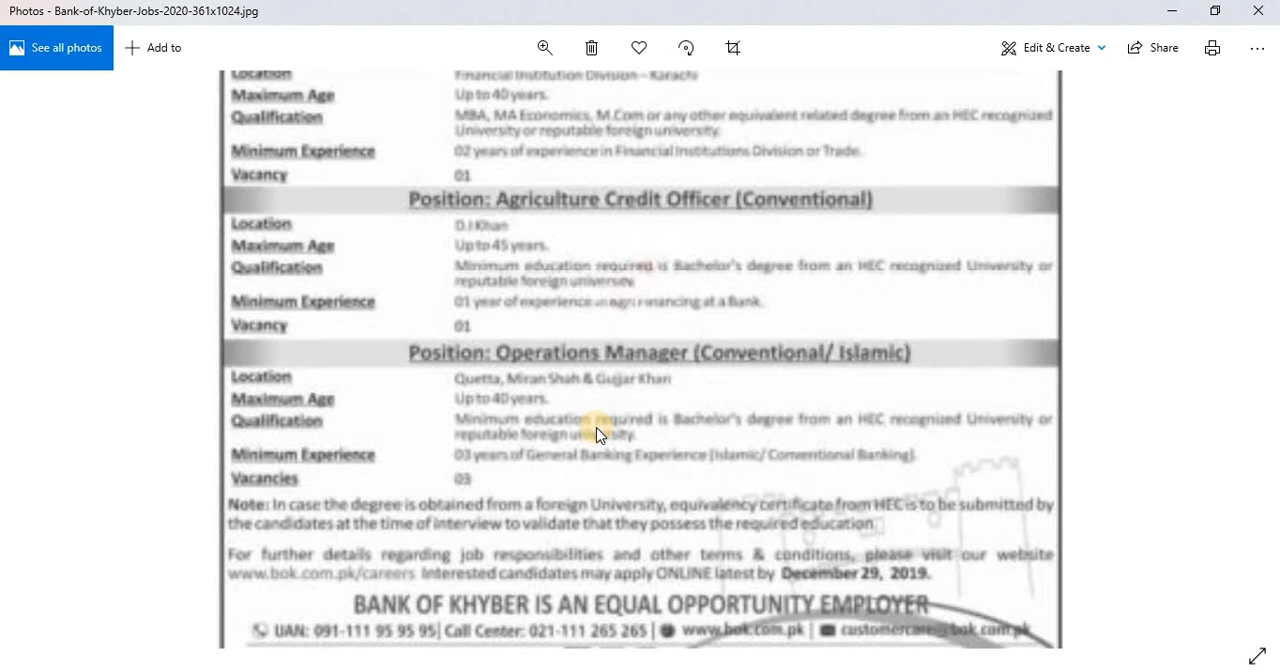 Photos - Bank-of-Khyber-Jobs-2020-361x1024.jpg
See all photos
Add to
Edit & Create
Share
Location Financial Institution Division - Karachi
Maximum Age Up to 40 years.
Qualification MBA, MA Economics, M.Com or any other equivalent related degree from an HEC recognized
University or reputable foreign university.
Minimum Experience 02 years of experience in Financial Institutions Division or Trade.
Vacancy 01
Position: Agriculture Credit Officer (Conventional)
Location D.I Khan
Maximum Age Up to 45 years.
Qualification Minimum education required is Bachelor's degree from an HEC recognized University or
reputable foreign university
Minimum Experience 01 year of experience in agri financing at a Bank.
Vacancy 01
Position: Operations Manager (Conventional/ Islamic)
Location Quetta, Miran Shah & Gujjar Khan
Maximum Age Up to 40 years.
Qualification Minimum education required is Bachelor's degree from an HEC recognized University or
reputable foreign university.
Minimum Experience 03 years of General Banking Experience (Islamic/ Conventional Banking).
Vacancies 03
Note: In case the degree is obtained from a foreign University, equivalency certificate from HEC is to be submitted by
the candidates at the time of interview to validate that they possess the required education.
For further details regarding job responsibilities and other terms & conditions, please visit our website
www.bok.com.pk/careers Interested candidates may apply ONLINE latest by December 29, 2019.
BANK OF KHYBER IS AN EQUAL OPPORTUNITY EMPLOYER
UAN: 091-111 95 95 95| Call Center: 021-111 265 265 | www.bok.com.pk | customercare@bok.com.pk